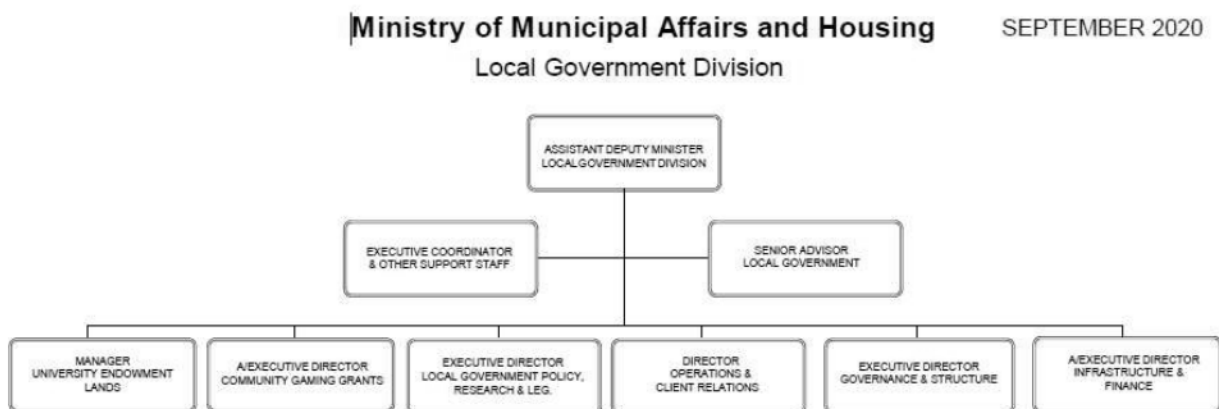 Ministry of Municipal Affairs and Housing
SEPTEMBER 2020
Local Government Division
ASSISTANT DEPUTY MINISTER
LOCAL GOVERNMENT DIVISION
EXECUTIVE COORDINATOR
& OTHER SUPPORT STAFF
SENIOR ADVISOR
LOCAL GOVERNMENT
MANAGER
UNIVERSITY ENDOWMENT
LANDS
A/EXECUTIVE DIRECTOR
COMMUNITY GAMING GRANTS
EXECUTIVE DIRECTOR
LOCAL GOVERNMENT POLICY,
RESEARCH & LEG.
DIRECTOR
OPERATIONS &
CLIENT RELATIONS
EXECUTIVE DIRECTOR
GOVERNANCE & STRUCTURE
A/EXECUTIVE DIRECTOR
INFRASTRUCTURE &
FINANCE